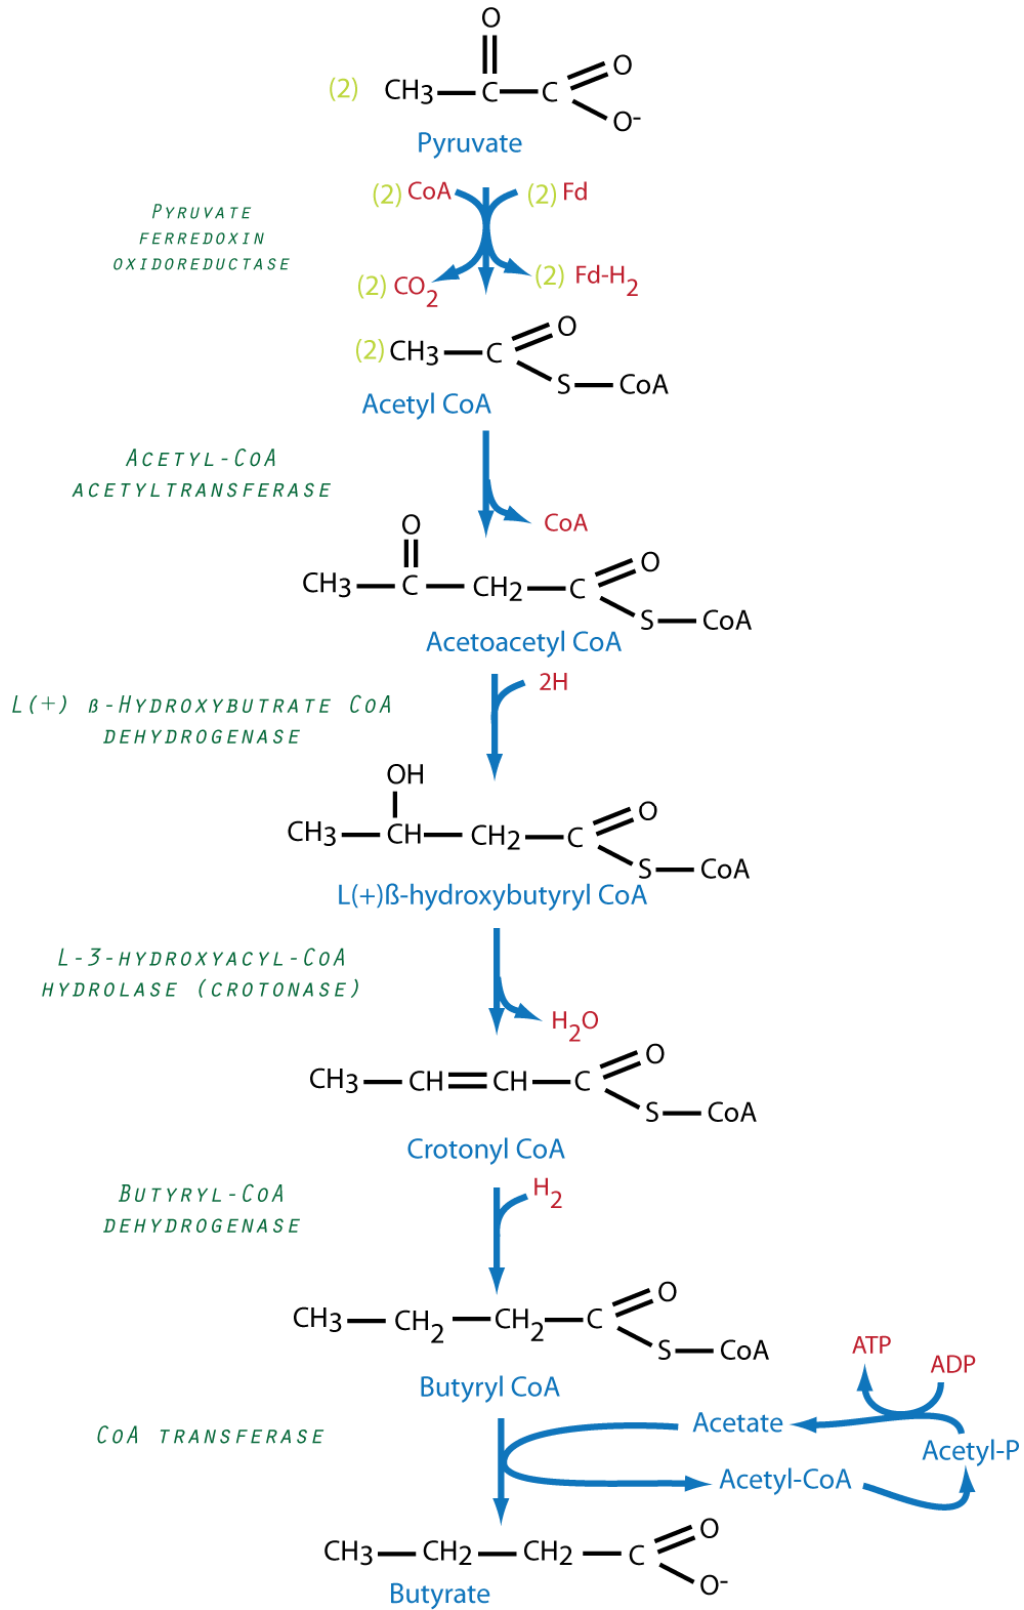 O
(2) CH3 C C O
O-
Pyruvate
(2) CoA (2) Fd
PYRUVATE
FERREDOXIN
OXIDOREDUCTASE
(2) CO2 (2) Fd-H2
O
(2) CH3 C
S CoA
Acetyl CoA
ACETYL-COA
ACETYLTRANSFERASE
CoA
O
O
CH3 C CH2 C
S CoA
Acetoacetyl CoA
2H
L(+) ß-HYDROXYBUTRATE COA
DEHYDROGENASE
OH
O
CH3 CH CH2 C
S CoA
L(+)ß-hydroxybutyryl CoA
L-3-HYDROXYACYL-COA
HYDROLASE (CROTONASE)
H2O
O
CH3 CH CH C
S CoA
Crotonyl CoA
H2
BUTYRYL-COA
DEHYDROGENASE
O
CH3 CH2 CH2 C
S CoA
Butyryl CoA
ATP
ADP
COA TRANSFERASE
Acetate
Acetyl-P
Acetyl-CoA
O
CH3 CH2 CH2 C
O-
Butyrate